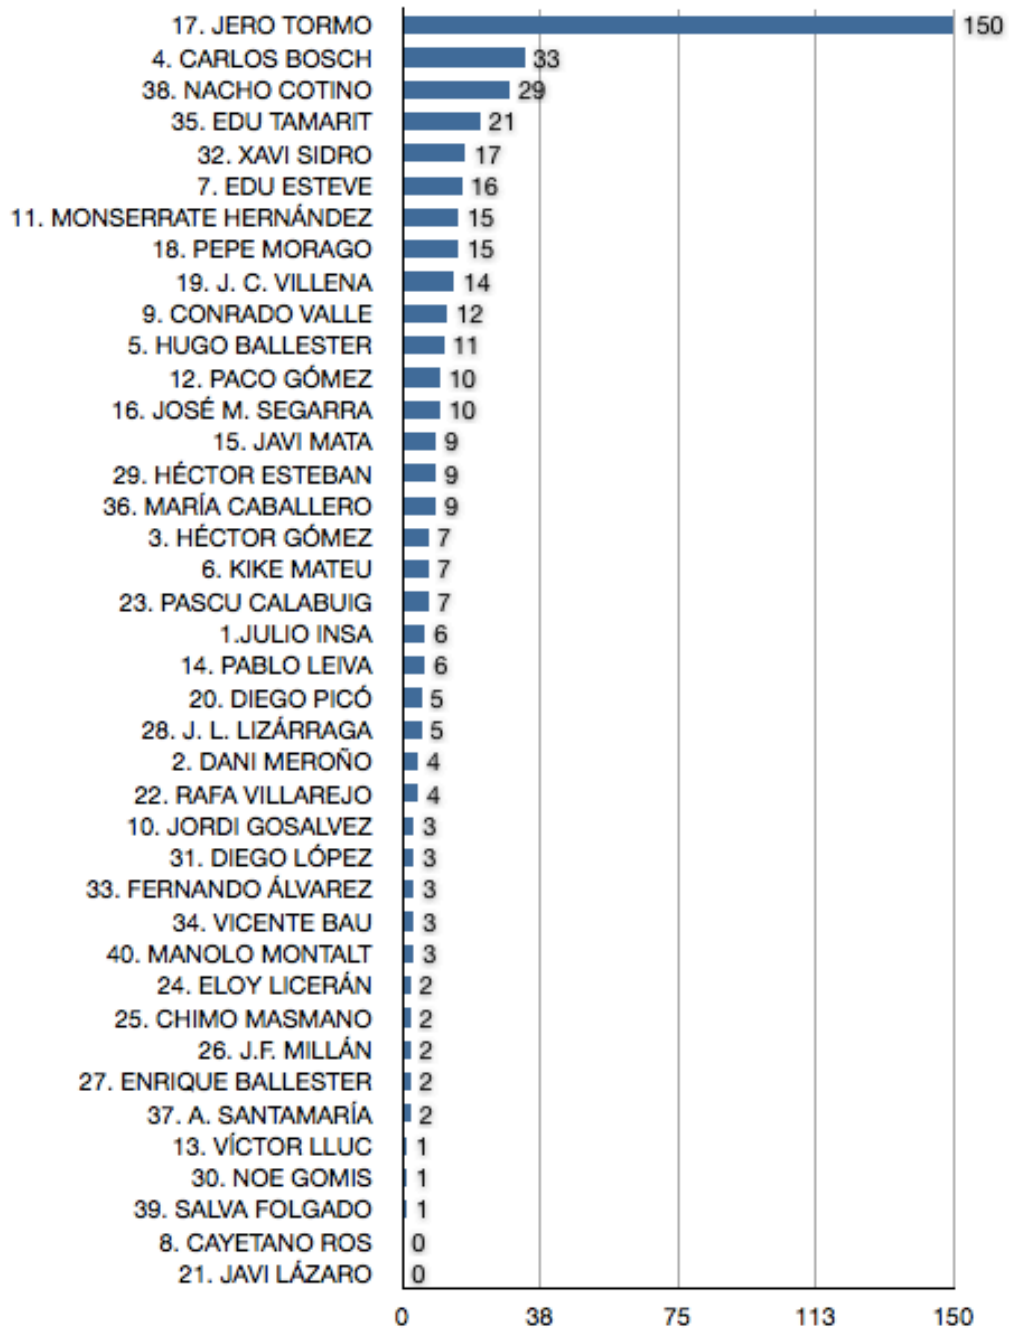 17. JERO TORMO 150
4. CARLOS BOSCH 33
38. NACHO COTINO 29
35. EDU TAMARIT 21
32. XAVI SIDRO 17
7. EDU ESTEVE 16
11. MONSERRATE HERNÁNDEZ 15
18. PEPE MORAGO 15
19. J. C. VILLENA 14
9. CONRADO VALLE 12
5. HUGO BALLESTER 11
12. PACO GÓMEZ 10
16. JOSÉ M. SEGARRA 10
15. JAVI MATA 9
29. HÉCTOR ESTEBAN 9
36. MARÍA CABALLERO 9
3. HÉCTOR GÓMEZ 7
6. KIKE MATEU 7
23. PASCU CALABUIG 7
1.JULIO INSA 6
14. PABLO LEIVA 6
20. DIEGO PICÓ 5
28. J. L. LIZÁRRAGA 5
2. DANI MEROÑO 4
22. RAFA VILLAREJO 4
10. JORDI GOSALVEZ 3
31. DIEGO LÓPEZ 3
33. FERNANDO ÁLVAREZ 3
34. VICENTE BAU 3
40. MANOLO MONTALT 3
24. ELOY LICERÁN 2
25. CHIMO MASMANO 2
26. J.F. MILLÁN 2
27. ENRIQUE BALLESTER 2
37. A. SANTAMARÍA 2
13. VÍCTOR LLUC 1
30. NOE GOMIS 1
39. SALVA FOLGADO 1
8. CAYETANO ROS 0
21. JAVI LÁZARO 0
0 38 75 113 150